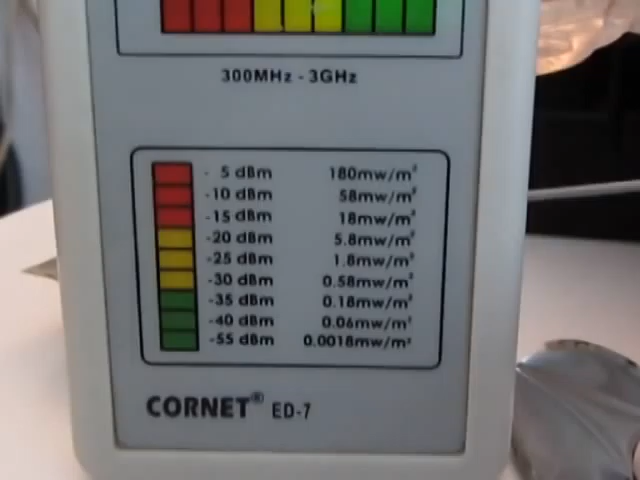 300MHz - 3GHz
- 5 dBm 180mw/m²
-10 dBm 58mw/m²
-15 dBm 18mw/m²
-20 dBm 5.8mw/m²
-25 dBm 1.8mw/m²
-30 dBm 0.58mw/m²
-35 dBm 0.18mw/m²
-40 dBm 0.06mw/m²
-55 dBm 0.0018mw/m²
CORNET® ED-7